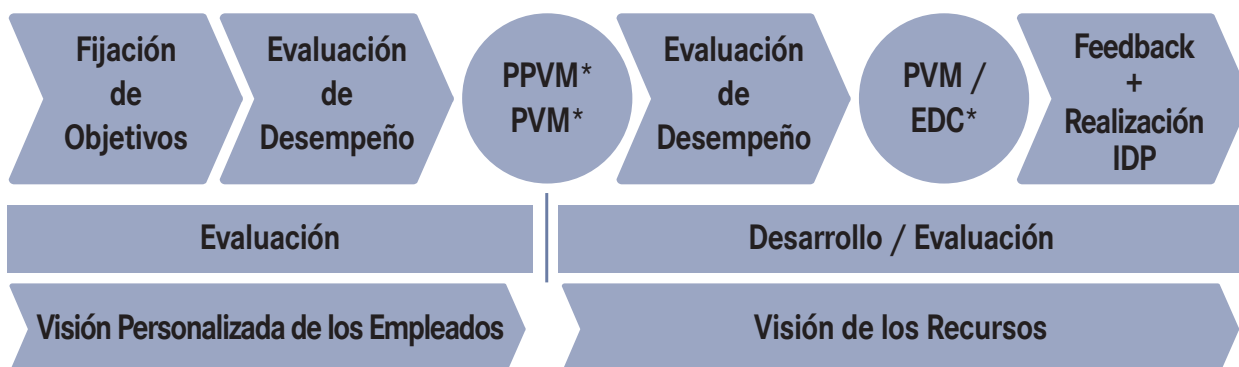 Fijación
de
Objetivos
Evaluación
de
Desempeño
PPVM*
PVM*
Evaluación
de
Desempeño
PVM /
EDC*
Feedback
+
Realización
IDP
Evaluación
Desarrollo / Evaluación
Visión Personalizada de los Empleados
Visión de los Recursos